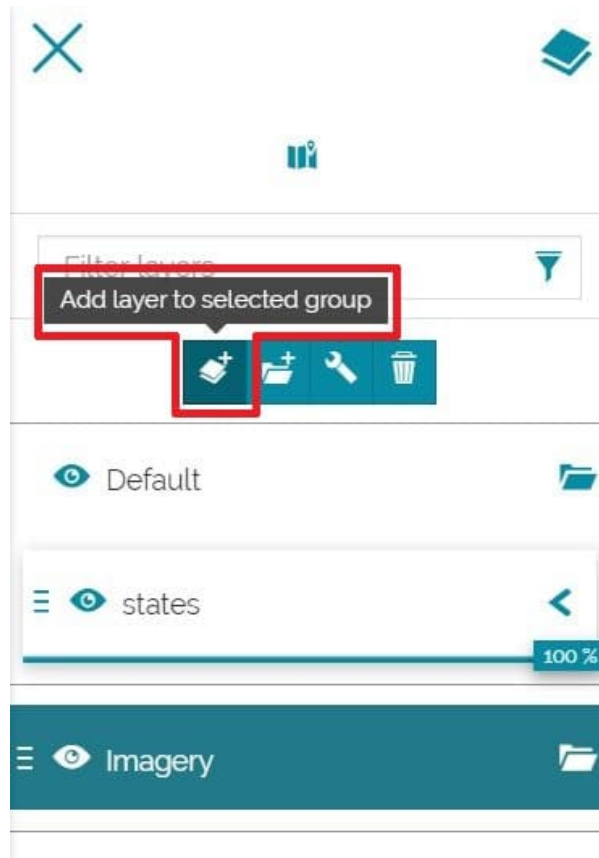 Filter layers
Add layer to selected group
Default
states
100 %
Imagery